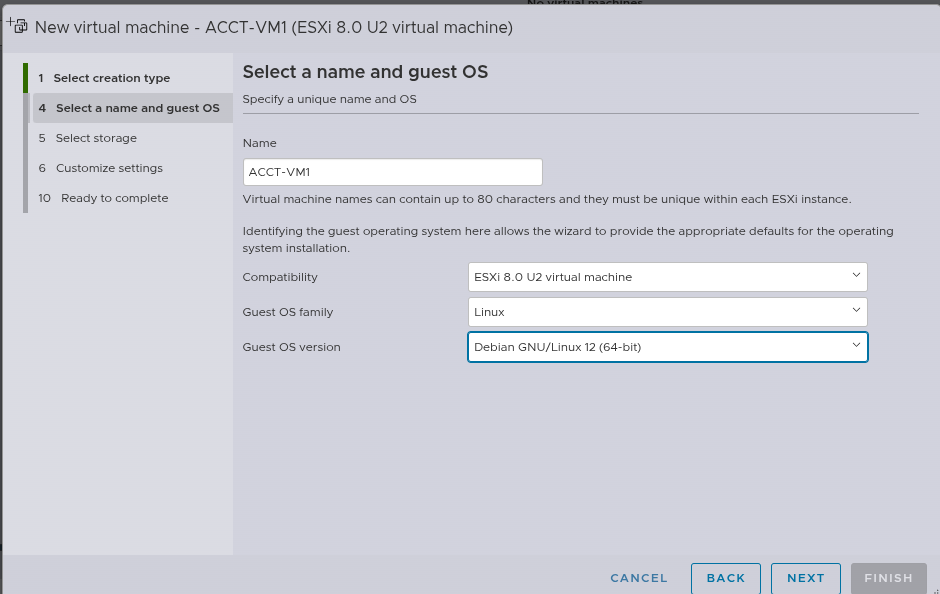 No virtual machines
New virtual machine - ACCT-VM1 (ESXi 8.0 U2 virtual machine)
1 Select creation type
4 Select a name and guest OS
5 Select storage
6 Customize settings
10 Ready to complete
Select a name and guest OS
Specify a unique name and OS
Name
ACCT-VM1
Virtual machine names can contain up to 80 characters and they must be unique within each ESXi instance.
Identifying the guest operating system here allows the wizard to provide the appropriate defaults for the operating
system installation.
Compatibility ESXi 8.0 U2 virtual machine
Guest OS family Linux
Guest OS version Debian GNU/Linux 12 (64-bit)
CANCEL BACK NEXT FINISH